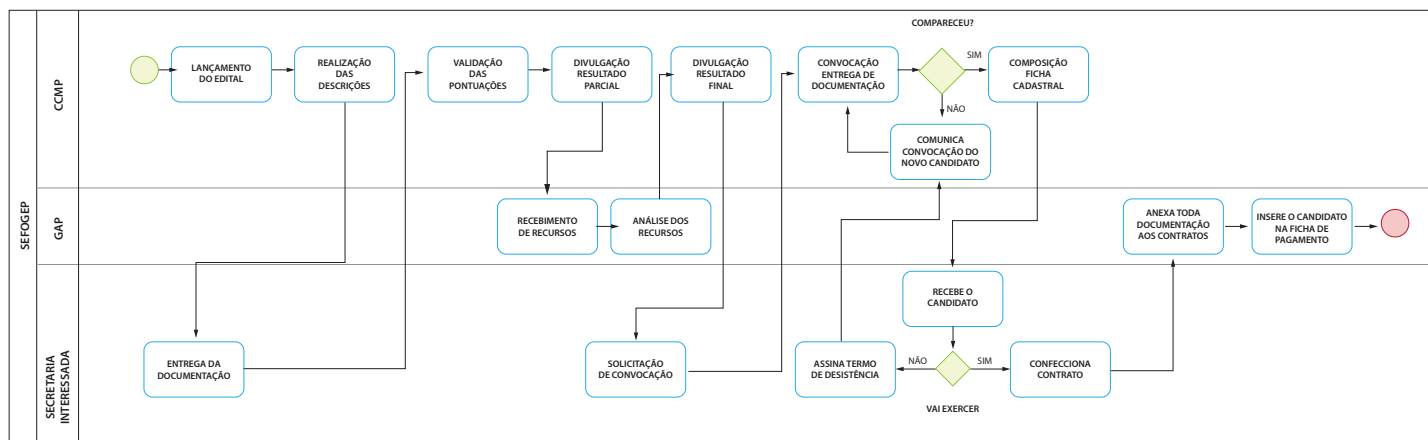 SEFOGEP
CCMP
LANÇAMENTO
DO EDITAL
REALIZAÇÃO
DAS
DESCRIÇÕES
VALIDAÇÃO
DAS
PONTUAÇÕES
DIVULGAÇÃO
RESULTADO
PARCIAL
DIVULGAÇÃO
RESULTADO
FINAL
CONVOCAÇÃO
ENTREGA DE
DOCUMENTAÇÃO
COMPARECEU?
SIM
NÃO
COMPOSIÇÃO
FICHA
CADASTRAL
COMUNICA
CONVOCAÇÃO DO
NOVO CANDIDATO
GAP
RECEBIMENTO
DE RECURSOS
ANÁLISE DOS
RECURSOS
ANEXA TODA
DOCUMENTAÇÃO
AOS CONTRATOS
INSERE O CANDIDATO
NA FICHA DE
PAGAMENTO
SECRETARIA
INTERESSADA
ENTREGA DA
DOCUMENTAÇÃO
SOLICITAÇÃO
DE CONVOCAÇÃO
RECEBE O
CANDIDATO
ASSINA TERMO
DE DESISTÊNCIA
NÃO
SIM
VAI EXERCER
CONFECCIONA
CONTRATO